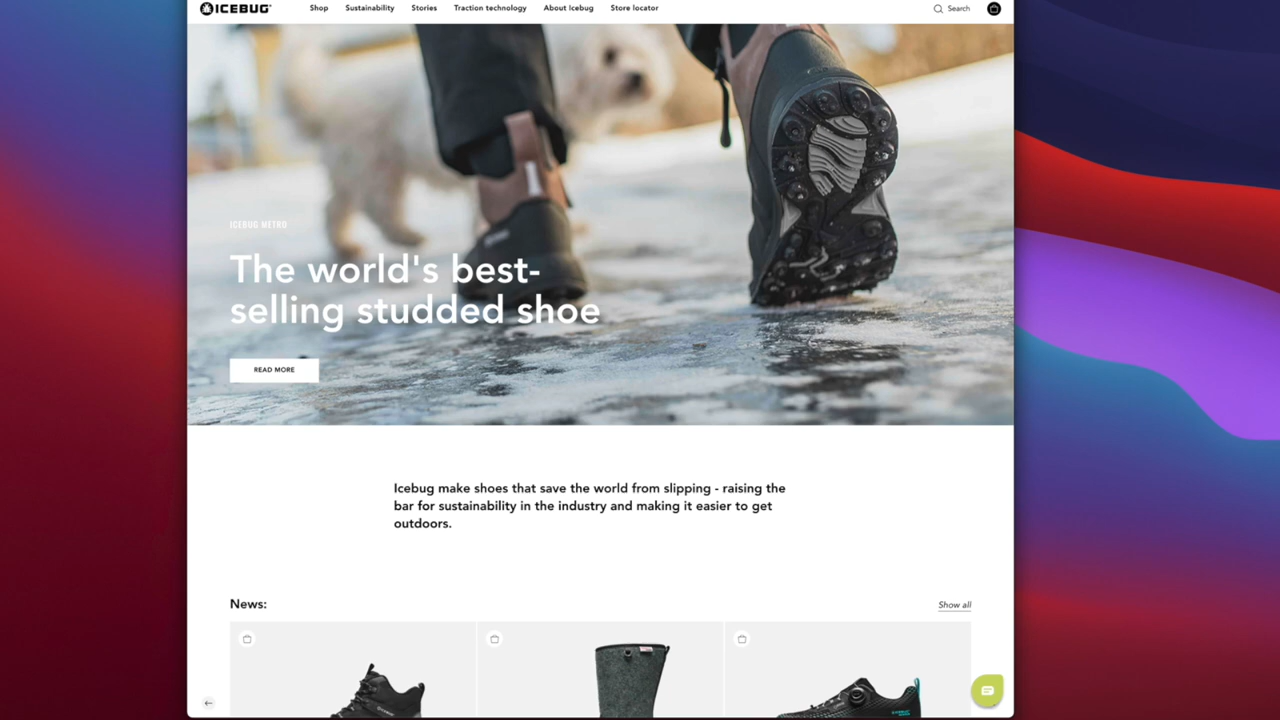 ICEBUG
Shop
Sustainability
Stories
Traction technology
About Icebug
Store locator
Search
ICEBUG METRO
The world's best-
selling studded shoe
READ MORE
Icebug make shoes that save the world from slipping - raising the
bar for sustainability in the industry and making it easier to get
outdoors.
News:
Show all